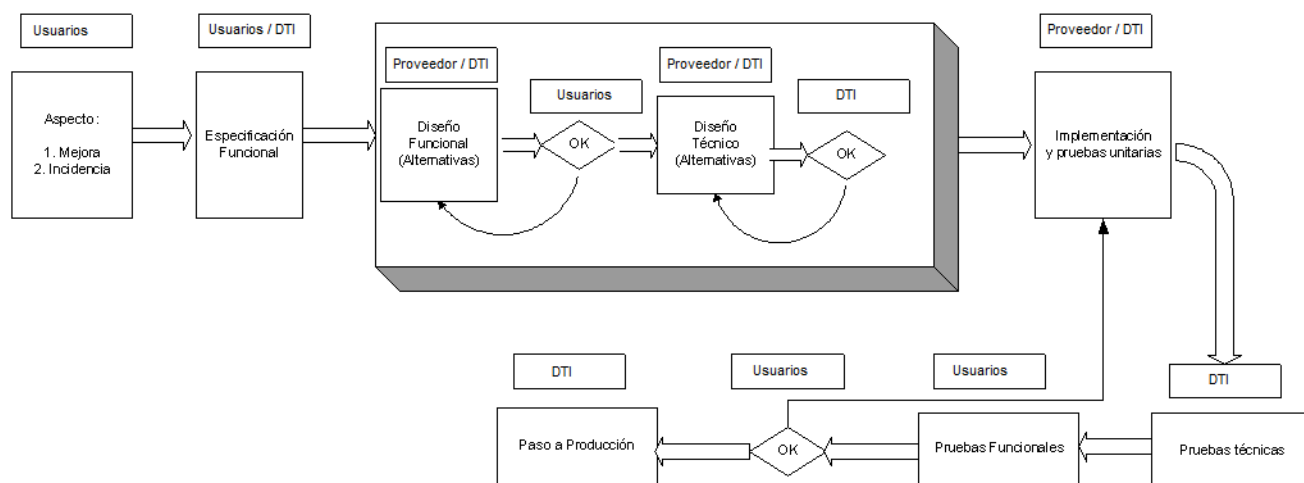 Usuarios
Usuarios / DTI
Proveedor / DTI
Aspecto :
1. Mejora
2. Incidencia
Especificación
Funcional
Proveedor / DTI
Usuarios
Proveedor / DTI
DTI
Diseño
Funcional
(Alternativas)
OK
Diseño
Técnico
(Alternativas)
OK
Implementación
y pruebas unitarias
DTI
Usuarios
Usuarios
DTI
Paso a Producción
OK
Pruebas Funcionales
Pruebas técnicas